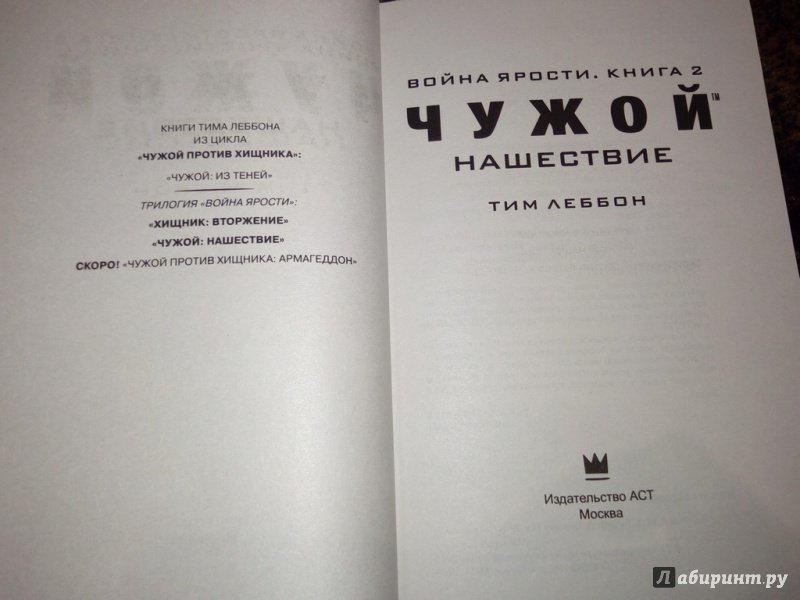 КНИГИ ТИМА ЛЕББОНА
ИЗ ЦИКЛА
«ЧУЖОЙ ПРОТИВ ХИЩНИКА»:
«ЧУЖОЙ: ИЗ ТЕНЕЙ»
ТРИЛОГИЯ «ВОЙНА ЯРОСТИ»:
«ХИЩНИК: ВТОРЖЕНИЕ»
«ЧУЖОЙ: НАШЕСТВИЕ»
СКОРО! «ЧУЖОЙ ПРОТИВ ХИЩНИКА: АРМАГЕДДОН»
ВОЙНА ЯРОСТИ. КНИГА 2
ЧУЖОЙ™
НАШЕСТВИЕ
ТИМ ЛЕББОН
Издательство АСТ
Москва
Лабиринт.ру